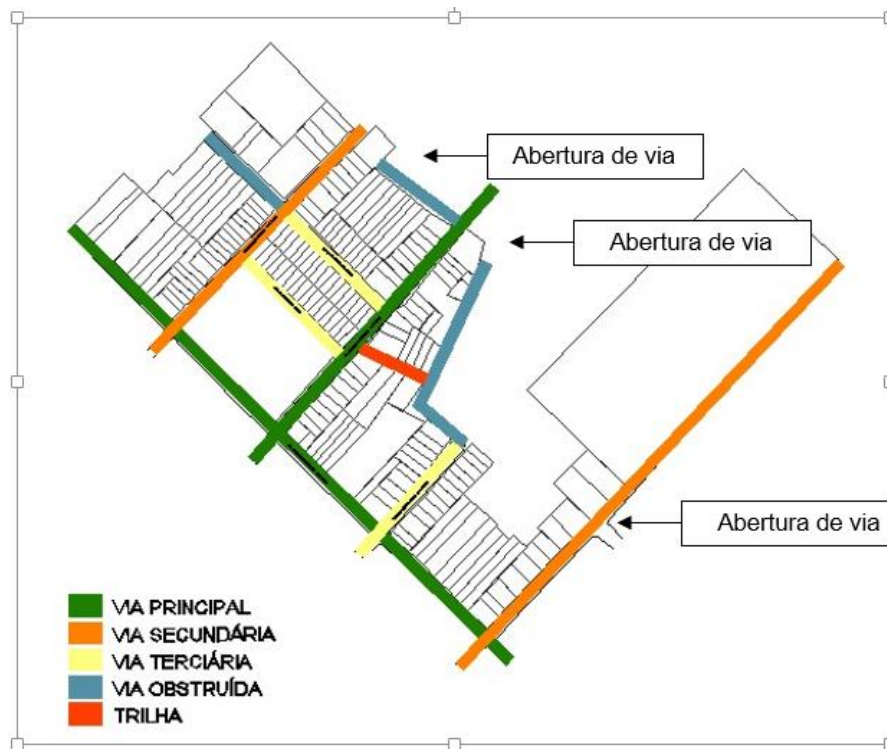 Abertura de via
Abertura de via
Abertura de via
VIA PRINCIPAL
VIA SECUNDÁRIA
VIA TERCIÁRIA
VIA OBSTRUÍDA
TRILHA